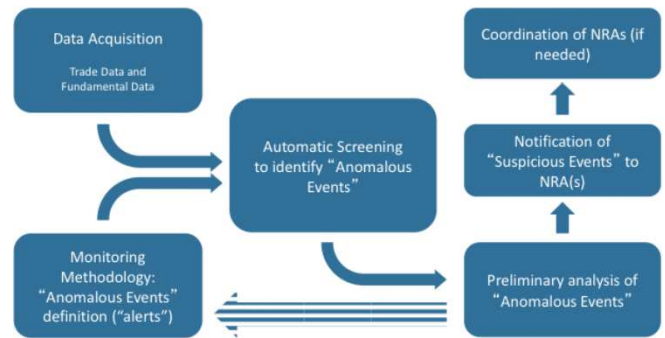 Data Acquisition
Trade Data and
Fundamental Data
Automatic Screening
to identify “Anomalous
Events”
Monitoring
Methodology:
“Anomalous Events”
definition (“alerts”)
Preliminary analysis of
“Anomalous Events”
Notification of
“Suspicious Events” to
NRA(s)
Coordination of NRAs (if
needed)